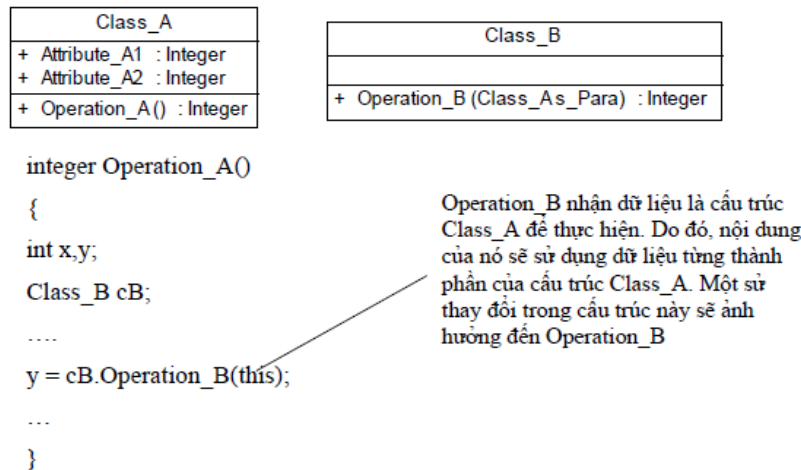 Class_A
+ Attribute_A1 : Integer
+ Attribute_A2 : Integer
+ Operation_A() : Integer
Class_B
+ Operation_B (Class_As_Para) : Integer
integer Operation_A()
{
int x,y;
Class_B cB;
….
y = cB.Operation_B(this);
…
}
Operation_B nhận dữ liệu là cấu trúc
Class_A để thực hiện. Do đó, nội dung
của nó sẽ sử dụng dữ liệu từng thành
phần của cấu trúc Class_A. Một sử
thay đổi trong cấu trúc này sẽ ảnh
hưởng đến Operation_B